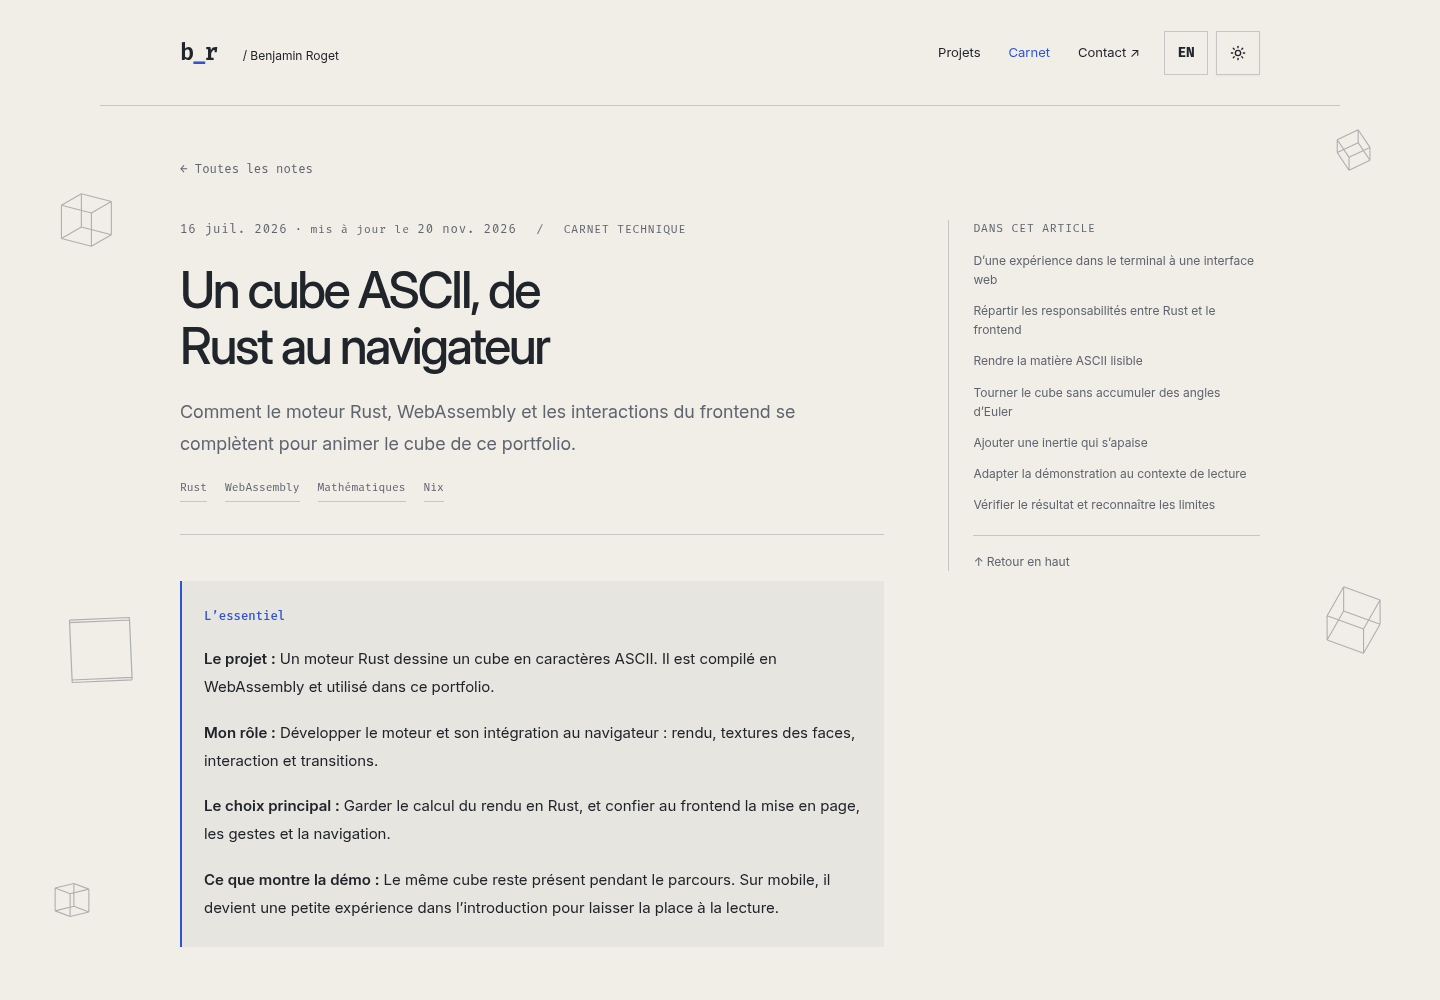 b_r
/ Benjamin Roget
Projets
Carnet
Contact ↗
EN
← Toutes les notes
16 juil. 2026 · mis à jour le 20 nov. 2026 / CARNET TECHNIQUE
Un cube ASCII, de
Rust au navigateur
Comment le moteur Rust, WebAssembly et les interactions du frontend se
complètent pour animer le cube de ce portfolio.
Rust WebAssembly Mathématiques Nix
L’essentiel
Le projet : Un moteur Rust dessine un cube en caractères ASCII. Il est compilé en
WebAssembly et utilisé dans ce portfolio.
Mon rôle : Développer le moteur et son intégration au navigateur : rendu, textures des faces,
interaction et transitions.
Le choix principal : Garder le calcul du rendu en Rust, et confier au frontend la mise en page,
les gestes et la navigation.
Ce que montre la démo : Le même cube reste présent pendant le parcours. Sur mobile, il
devient une petite expérience dans l’introduction pour laisser la place à la lecture.
DANS CET ARTICLE
D’une expérience dans le terminal à une interface
web
Répartir les responsabilités entre Rust et le
frontend
Rendre la matière ASCII lisible
Tourner le cube sans accumuler des angles
d’Euler
Ajouter une inertie qui s’apaise
Adapter la démonstration au contexte de lecture
Vérifier le résultat et reconnaître les limites
↑ Retour en haut